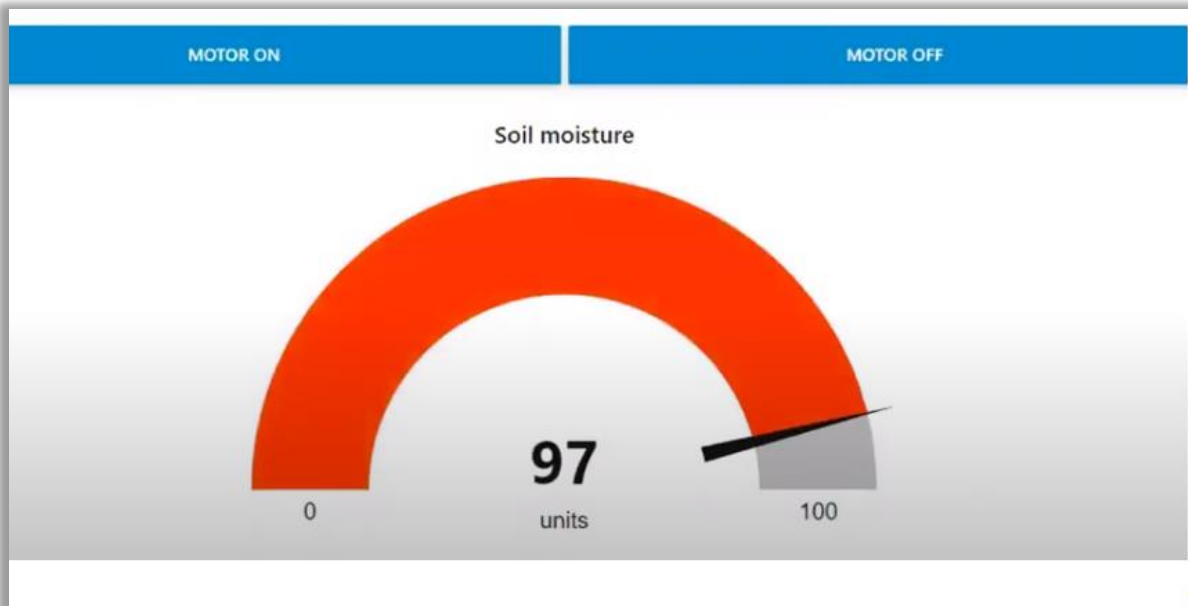 MOTOR ON
MOTOR OFF
Soil moisture
97
0
units
100